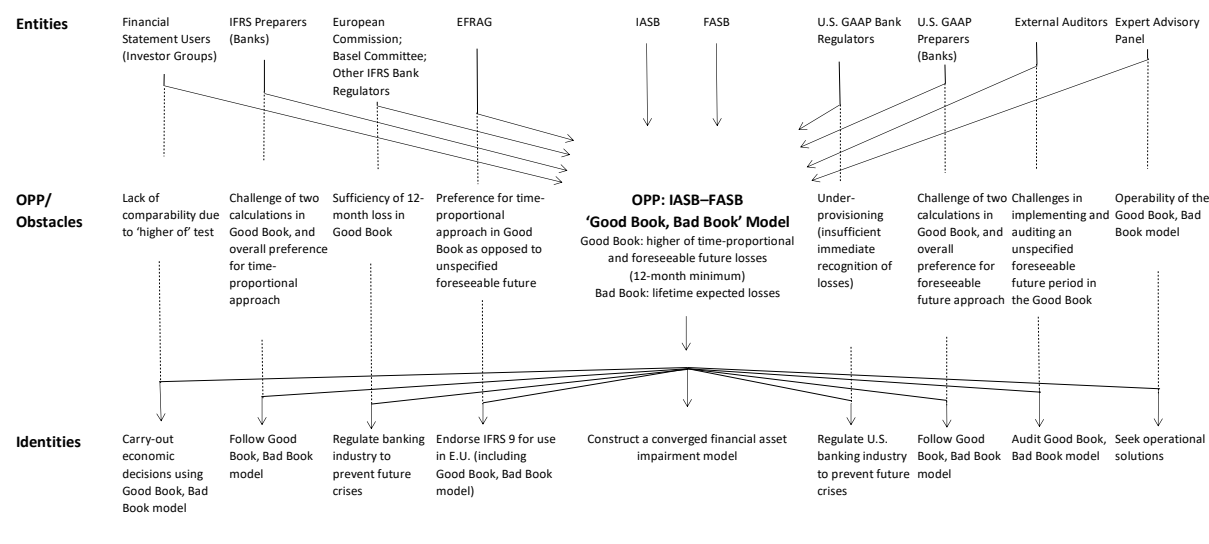 Entities
Financial
Statement Users
(Investor Groups)
IFRS Preparers
(Banks)
European
Commission;
Basel Committee;
Other IFRS Bank
Regulators
EFRAG
IASB
FASB
U.S. GAAP Bank
Regulators
U.S. GAAP
Preparers
(Banks)
External Auditors
Expert Advisory
Panel
OPP/
Obstacles
Lack of
comparability due
to ‘higher of’ test
Challenge of two
calculations in
Good Book, and
overall preference
for time-
proportional
approach
Sufficiency of 12-
month loss in
Good Book
Preference for time-
proportional
approach in Good
Book as opposed to
unspecified
foreseeable future
OPP: IASB–FASB
‘Good Book, Bad Book’ Model
Good Book: higher of time-proportional
and foreseeable future losses
(12-month minimum)
Bad Book: lifetime expected losses
Under-
provisioning
(insufficient
immediate
recognition of
losses)
Challenge of two
calculations in
Good Book, and
overall
preference for
foreseeable
future approach
Challenges in
implementing and
auditing an
unspecified
foreseeable
future period in
the Good Book
Operability of the
Good Book, Bad
Book model
Identities
Carry-out
economic
decisions using
Good Book, Bad
Book model
Follow Good
Book, Bad Book
model
Regulate banking
industry to
prevent future
crises
Endorse IFRS 9 for use
in E.U. (including
Good Book, Bad Book
model)
Construct a converged financial asset
impairment model
Regulate U.S.
banking industry
to prevent future
crises
Follow Good
Book, Bad Book
model
Audit Good Book,
Bad Book model
Seek operational
solutions